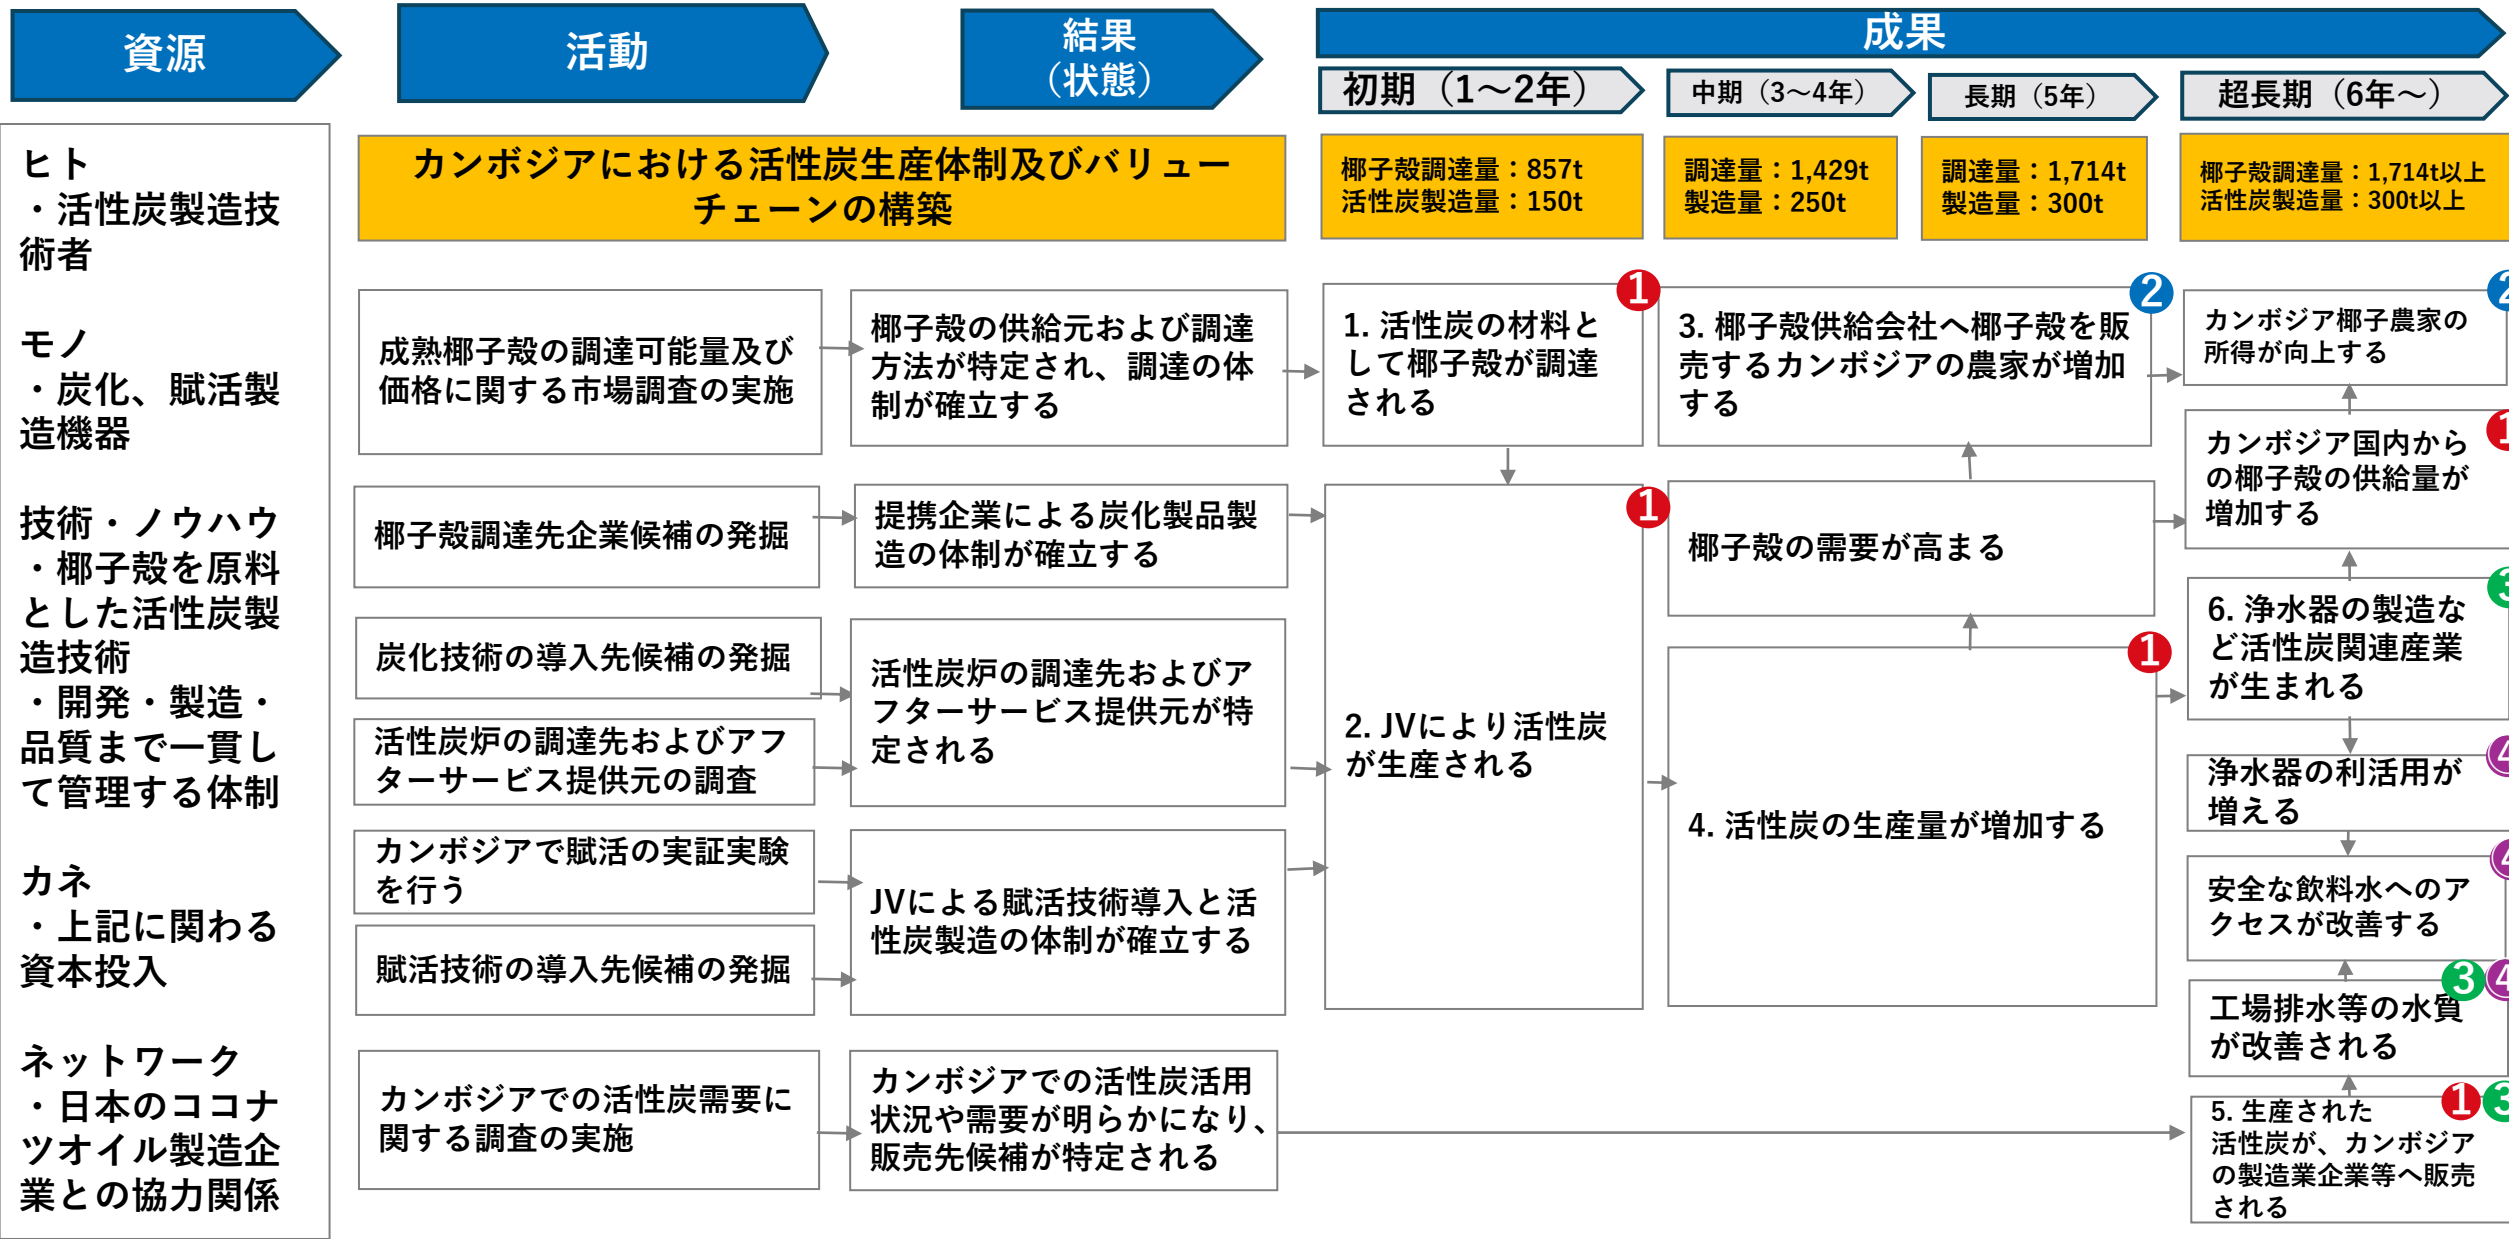 資源
活動
結果
（状態）
成果
初期（1～2年）
中期（3～4年）
長期（5年）
超長期（6年～）
ヒト
・活性炭製造技
術者
モノ
・炭化、賦活製
造機器
技術・ノウハウ
・椰子殻を原料
とした活性炭製
造技術
・開発・製造・
品質まで一貫し
て管理する体制
カネ
・上記に関わる
資本投入
ネットワーク
・日本のココナ
ツオイル製造企
業との協力関係
カンボジアにおける活性炭生産体制及びバリュー
チェーンの構築
椰子殻調達量：857t
活性炭製造量：150t
調達量：1,429t
製造量：250t
調達量：1,714t
製造量：300t
椰子殻調達量：1,714t以上
活性炭製造量：300t以上
成熟椰子殻の調達可能量及び
価格に関する市場調査の実施
椰子殻の供給元および調達
方法が特定され、調達の体
制が確立する
1
1. 活性炭の材料と
して椰子殻が調達
される
2
3. 椰子殻供給会社へ椰子殻を販
売するカンボジアの農家が増加
する
2
カンボジア椰子農家の
所得が向上する
1
カンボジア国内から
の椰子殻の供給量が
増加する
椰子殻調達先企業候補の発掘
提携企業による炭化製品製
造の体制が確立する
1
2. JVにより活性炭
が生産される
椰子殻の需要が高まる
3
6. 浄水器の製造な
ど活性炭関連産業
が生まれる
炭化技術の導入先候補の発掘
活性炭炉の調達先およびアフ
ターサービス提供元の調査
活性炭炉の調達先およびア
フターサービス提供元が特
定される
1
4. 活性炭の生産量が増加する
4
浄水器の利活用が
増える
カンボジアで賦活の実証実験
を行う
賦活技術の導入先候補の発掘
JVによる賦活技術導入と活
性炭製造の体制が確立する
4
安全な飲料水へのア
クセスが改善する
3
4
工場排水等の水質
が改善される
カンボジアでの活性炭需要に
関する調査の実施
カンボジアでの活性炭活用
状況や需要が明らかになり、
販売先候補が特定される
1
3
5. 生産された
活性炭が、カンボジア
の製造業企業等へ販売
される